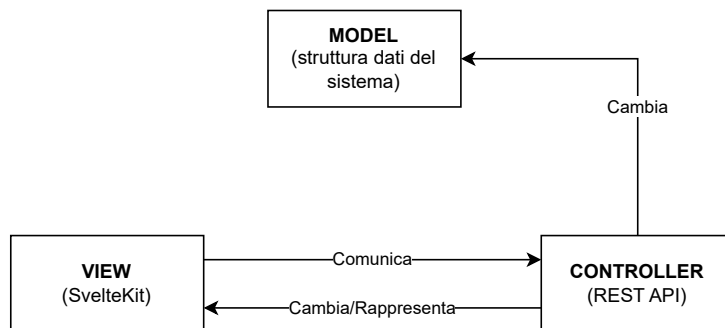 MODEL
(struttura dati del
sistema)
Cambia
VIEW
(SvelteKit)
Comunica
Cambia/Rappresenta
CONTROLLER
(REST API)